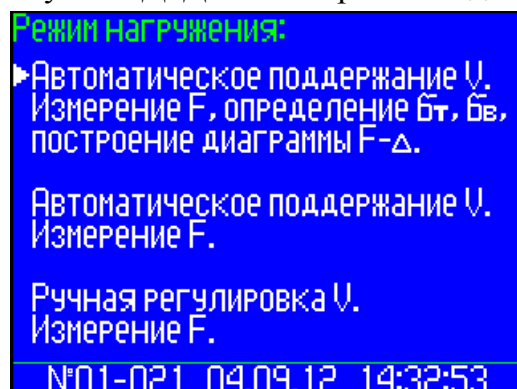 Режим нагружения:
Автоматическое поддержание V.
Измерение F, определение бт, бв,
построение диаграммы F-△.
Автоматическое поддержание V.
Измерение F.
Ручная регулировка V.
Измерение F.
№01-021 04.09.12 14:32:53